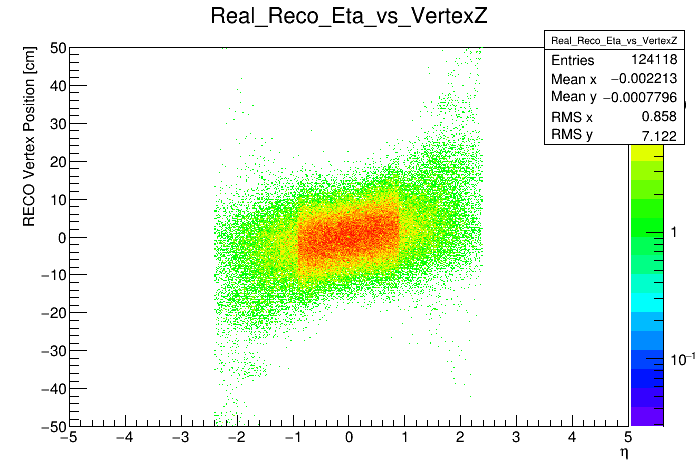 Real_Reco_Eta_vs_VertexZ
Real_Reco_Eta_vs_VertexZ
Entries 124118
Mean x −0.002213
Mean y −0.0007796
RMS x 0.858
RMS y 7.122
RECO Vertex Position [cm]
50
40
30
20
10
0
−10
−20
−30
−40
−50
1
10⁻¹
−5 −4 −3 −2 −1 0 1 2 3 4 5
η